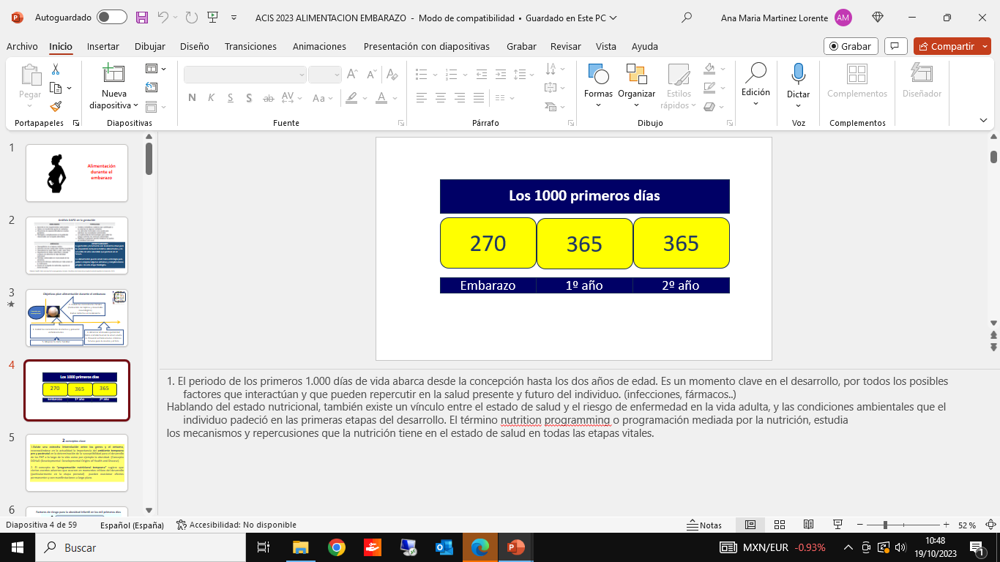 Autoguardado
ACIS 2023 ALIMENTACION EMBARAZO - Modo de compatibilidad • Guardado en Este PC
Ana Maria Martinez Lorente
AM
Archivo Inicio Insertar Dibujar Diseño Transiciones Animaciones Presentación con diapositivas Grabar Revisar Vista Ayuda
Grabar
Compartir
Pegar
Nueva diapositiva
N K S S ab AV Aa A
Formas
Organizar
Estilos rápidos
Edición
Dictar
Complementos
Diseñador
Portapapeles Diapositivas Fuente Párrafo Dibujo Voz Complementos
1
Alimentación
durante el
embarazo
2
Análisis DAFO en la gestación
3
Objetivos plan alimentación durante el embarazo
4
Los 1000 primeros días
270 365 365
Embarazo 1º año 2º año
5
2 conceptos clave
6
Factores de riesgo para la obesidad infantil en los mil primeros días
Los 1000 primeros días
270 365 365
Embarazo 1º año 2º año
1. El periodo de los primeros 1.000 días de vida abarca desde la concepción hasta los dos años de edad. Es un momento clave en el desarrollo, por todos los posibles
factores que interactúan y que pueden repercutir en la salud presente y futuro del individuo. (infecciones, fármacos..)
Hablando del estado nutricional, también existe un vínculo entre el estado de salud y el riesgo de enfermedad en la vida adulta, y las condiciones ambientales que el
individuo padeció en las primeras etapas del desarrollo. El término nutrition programming o programación mediada por la nutrición, estudia
los mecanismos y repercusiones que la nutrición tiene en el estado de salud en todas las etapas vitales.
Diapositiva 4 de 59
Español (España)
Accesibilidad: No disponible
Notas
52 %
Buscar
MXN/EUR -0.93%
10:48
19/10/2023
1